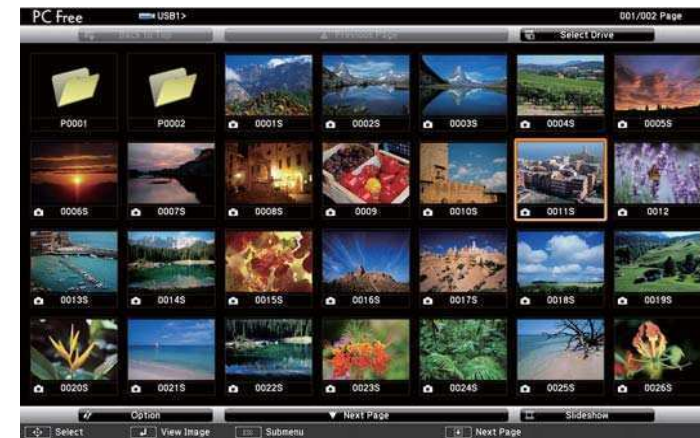 PC Free USB1> 001/002 Page
Back to Top Previous Page Select Drive
P0001 P0002 0001S 0002S 0003S 0004S 0005S
0006S 0007S 0008S 0009 0010S 0011S 0012
0013S 0014S 0015S 0016S 0017S 0018S 0019S
0020S 0021S 0022S 0023S 0024S 0025S 0026S
Option Next Page Slideshow
Select View Image ESC Submenu Next Page